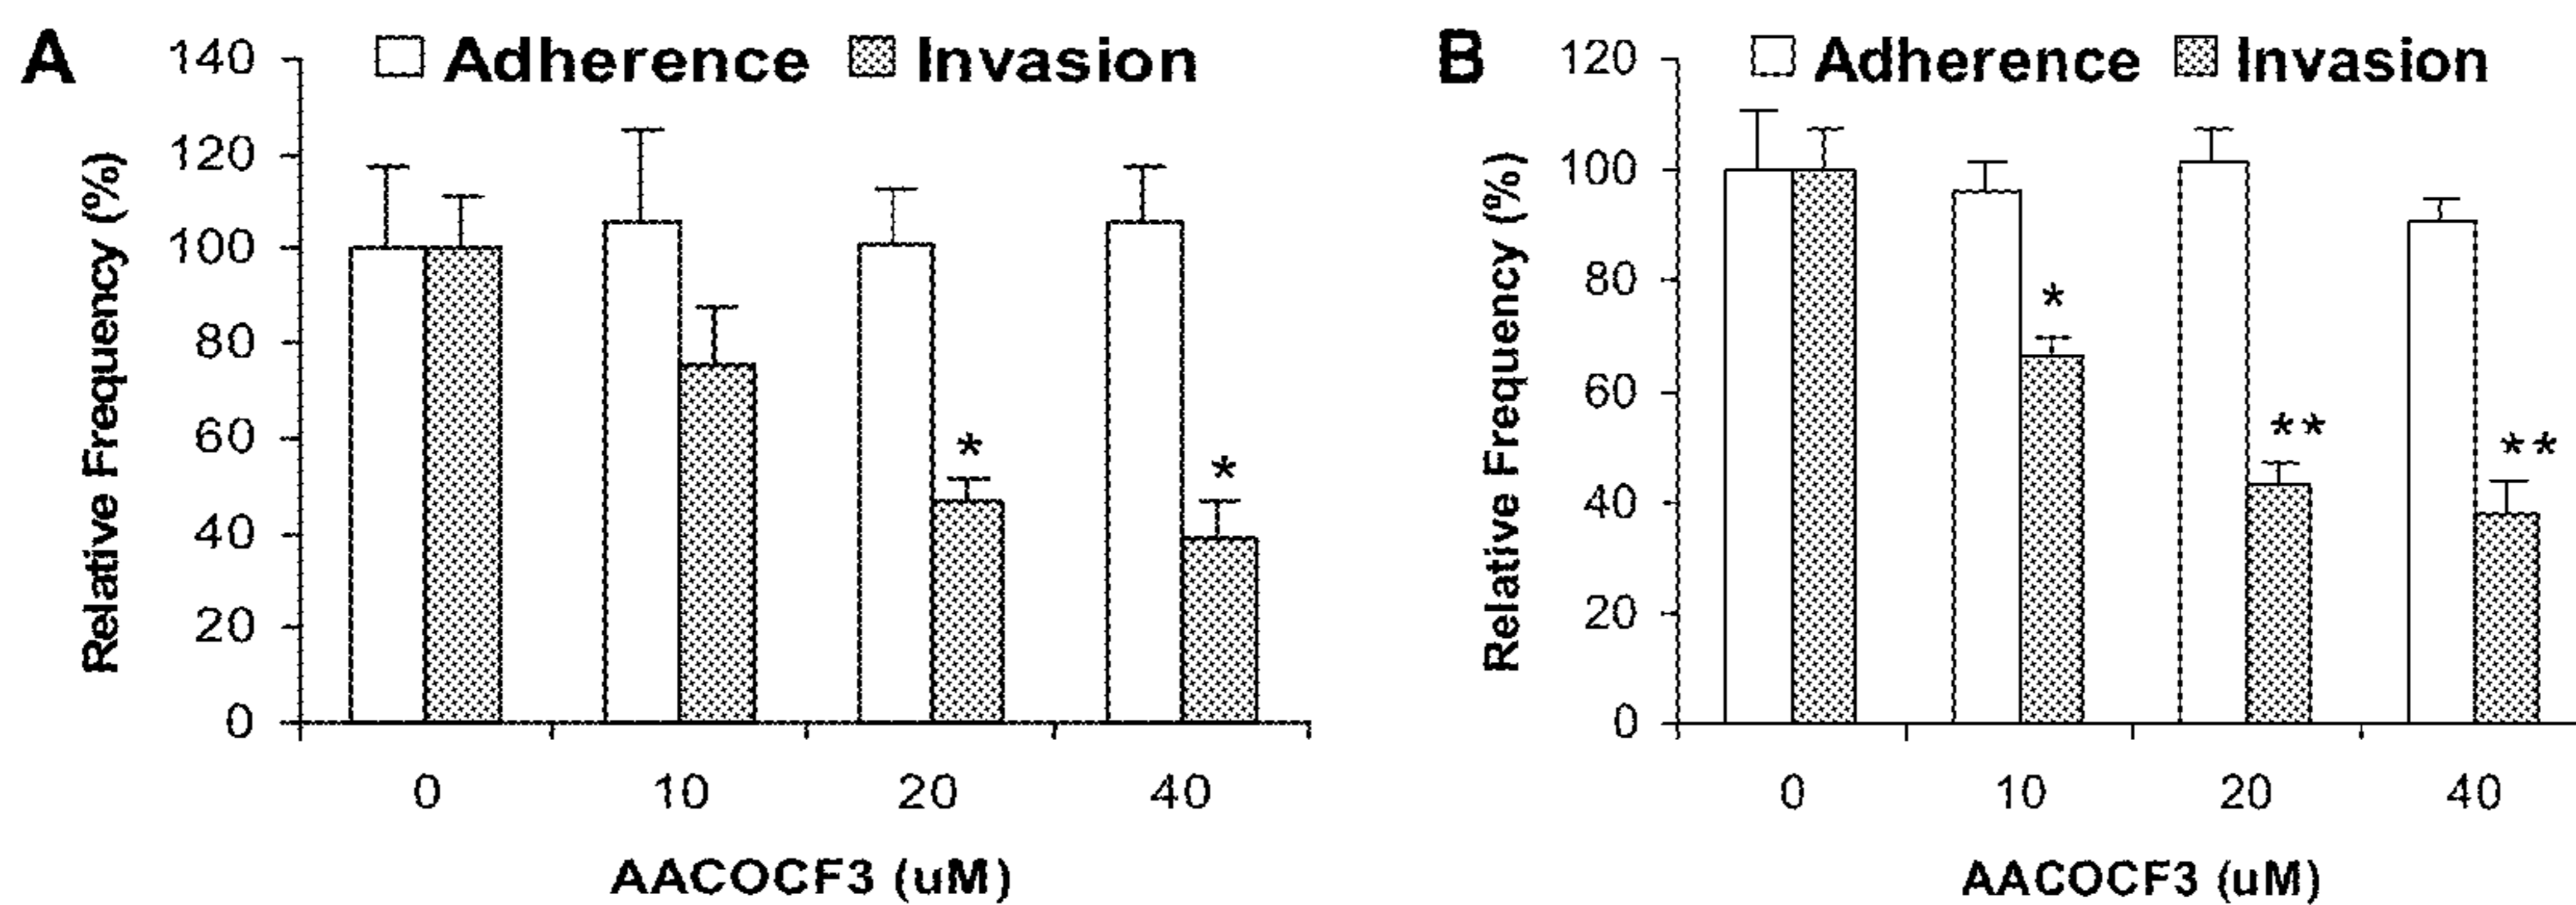 A
Adherence Invasion
140
120
100
80
60
40
20
0
Relative Frequency (%)
*
*
0 10 20 40
AACOCF3 (uM)
B
Adherence Invasion
120
100
80
60
40
20
0
Relative Frequency (%)
*
**
**
0 10 20 40
AACOCF3 (uM)